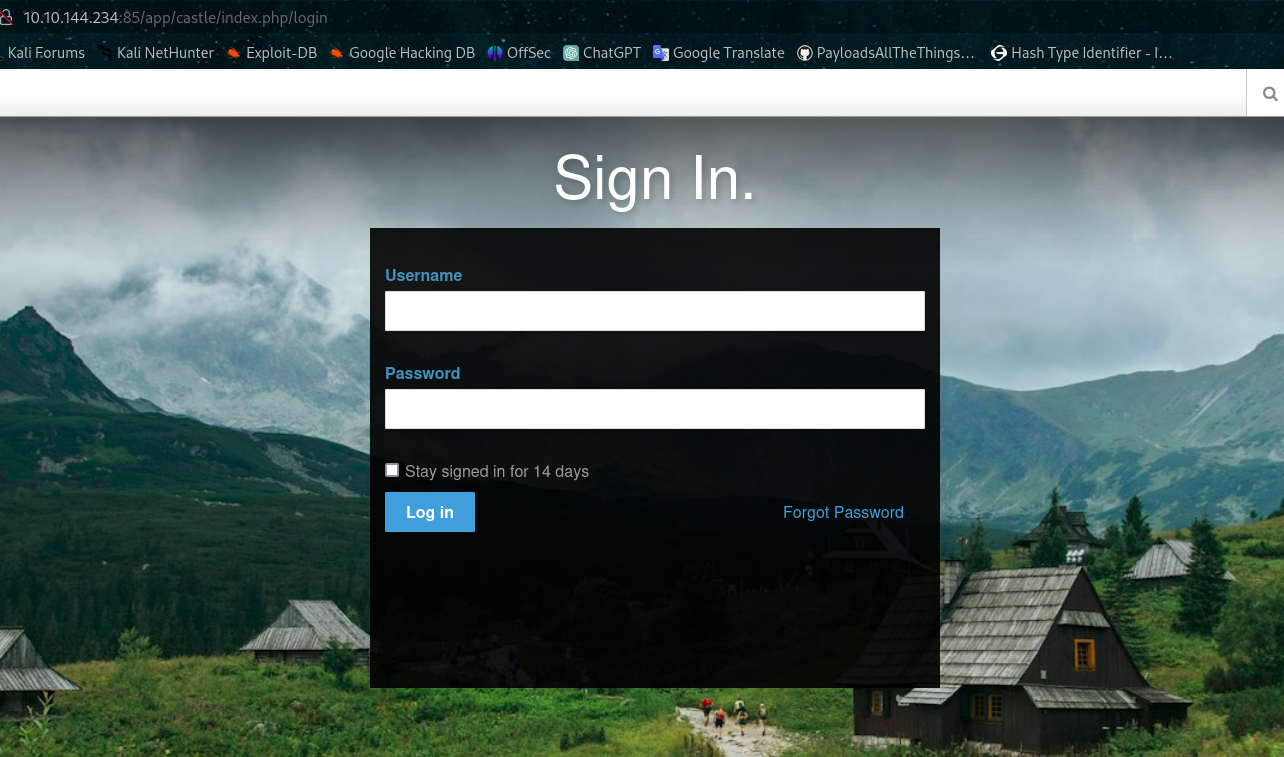 10.10.144.234:85/app/castle/index.php/login
Kali Forums Kali NetHunter Exploit-DB Google Hacking DB OffSec ChatGPT Google Translate PayloadsAllTheThings… Hash Type Identifier - I…
Sign In.
Username
Password
Stay signed in for 14 days
Log in Forgot Password